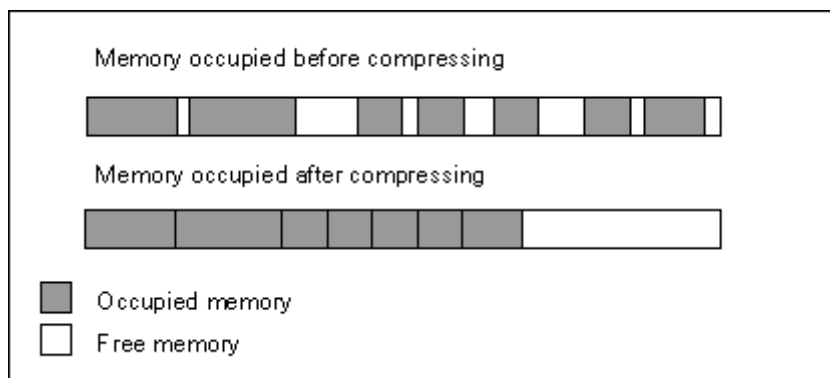 Memory occupied before compressing
Memory occupied after compressing
Occupied memory
Free memory